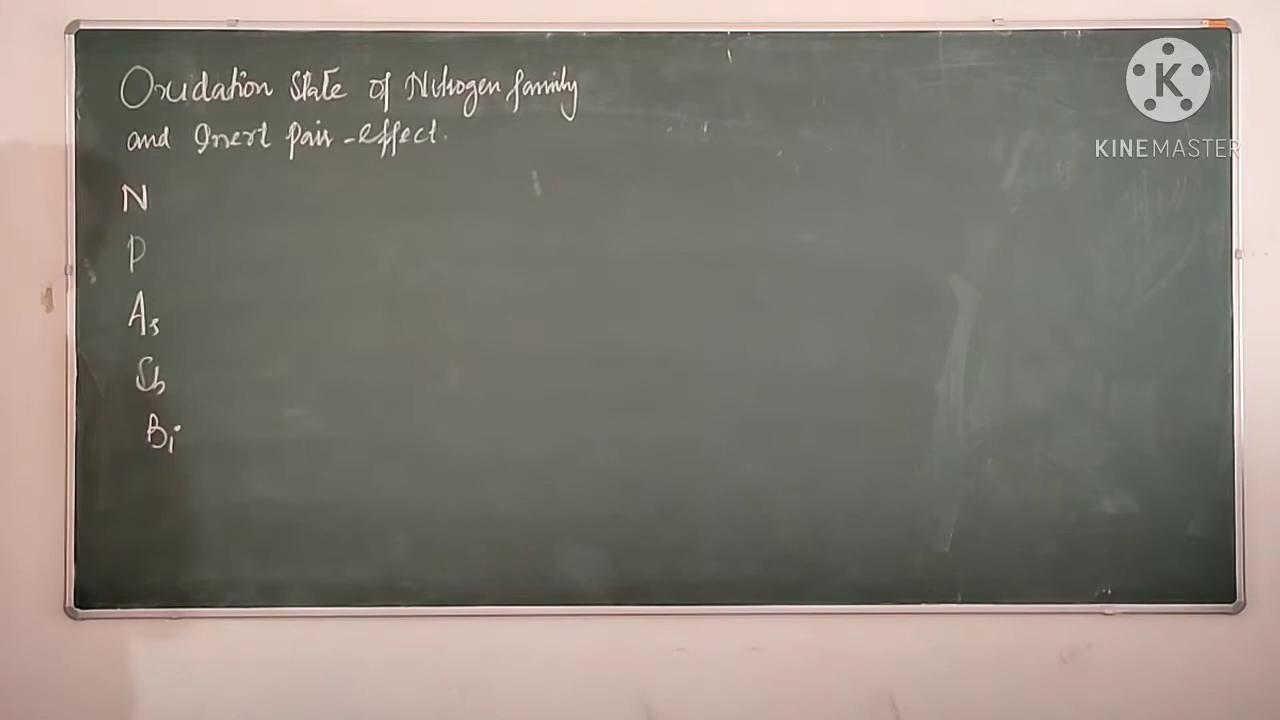 Oxidation State of Nitrogen family
and Inert pair-effect.
N
P
As
Sb
Bi
K
KINEMASTER